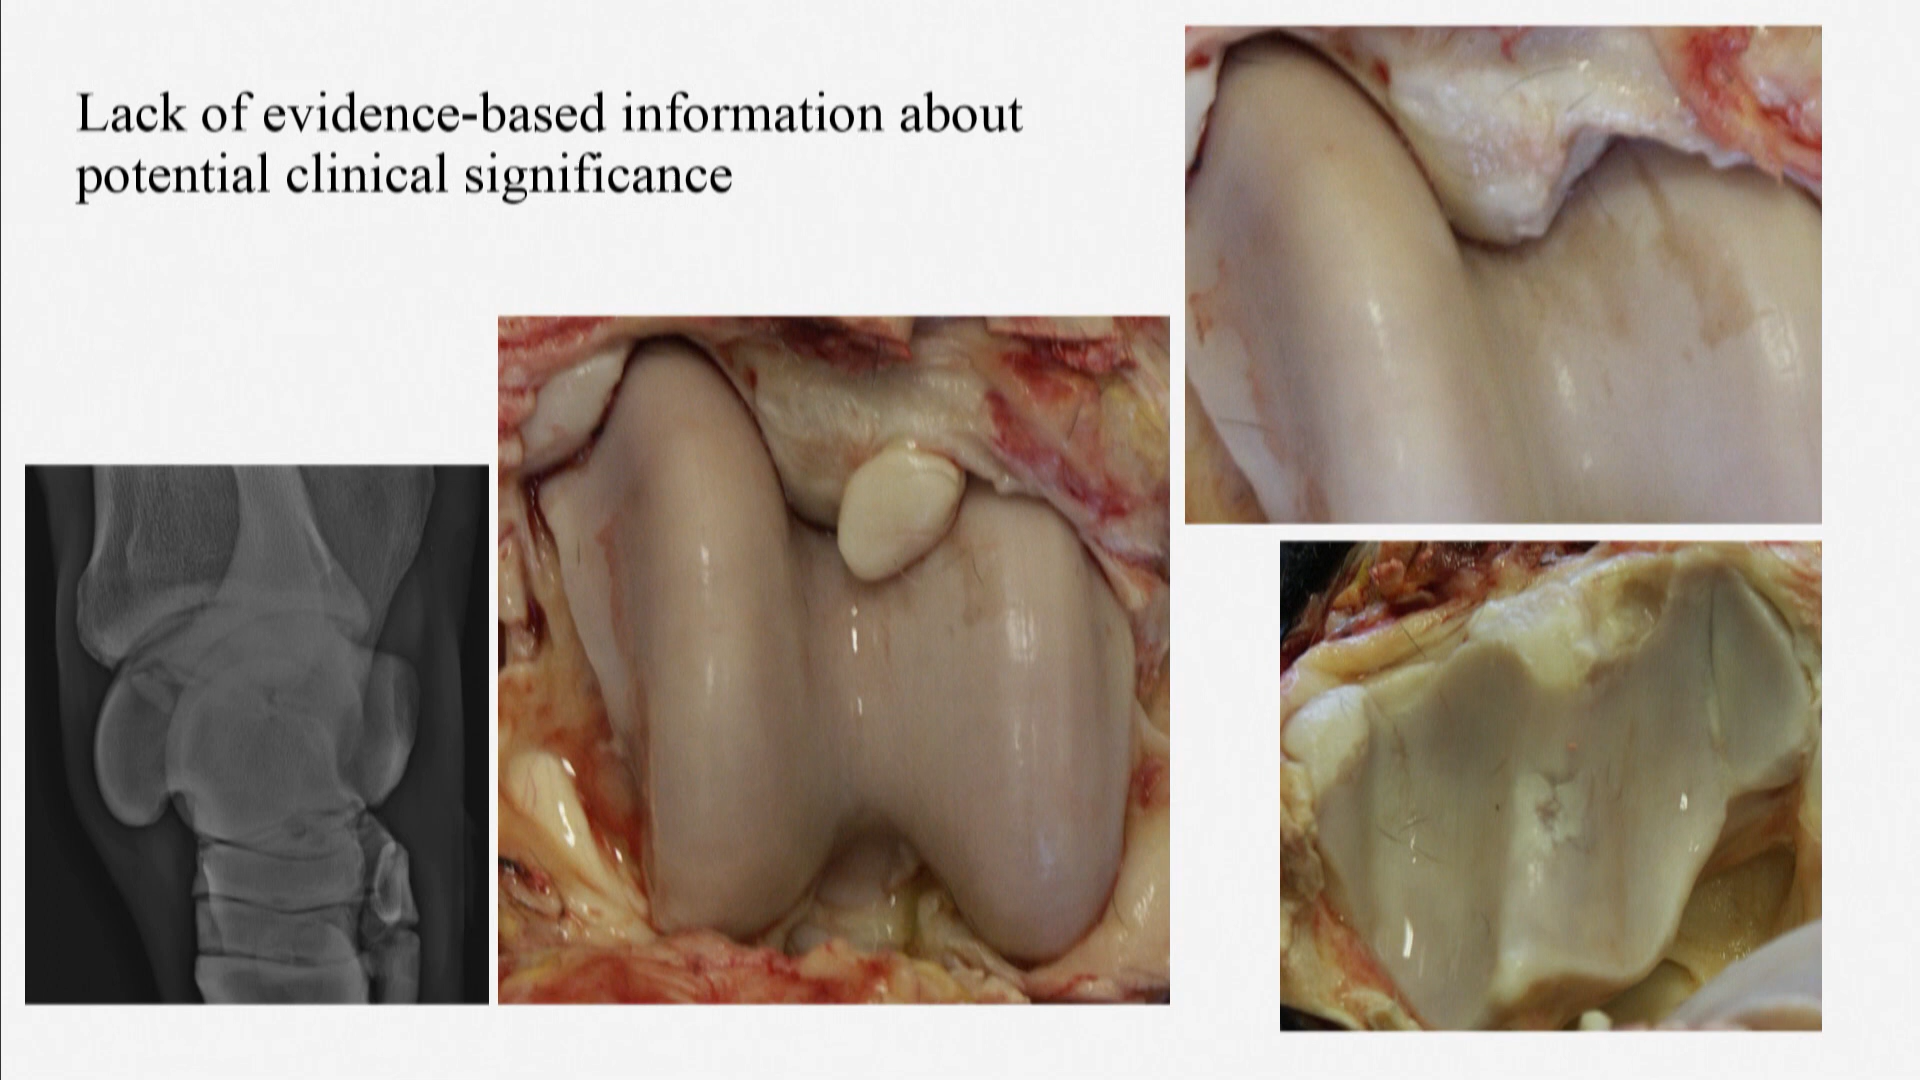 Lack of evidence-based information about
potential clinical significance